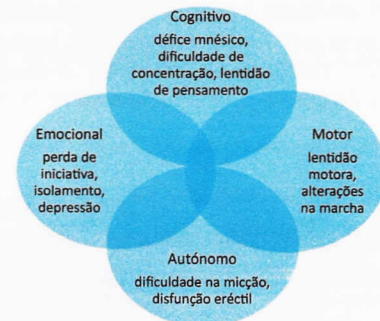 Cognitivo
défice mnésico,
dificuldade de
concentração, lentidão
de pensamento
Emocional
perda de
iniciativa,
isolamento,
depressão
Motor
lentidão
motora,
alterações
na marcha
Autónomo
dificuldade na micção,
disfunção eréctil